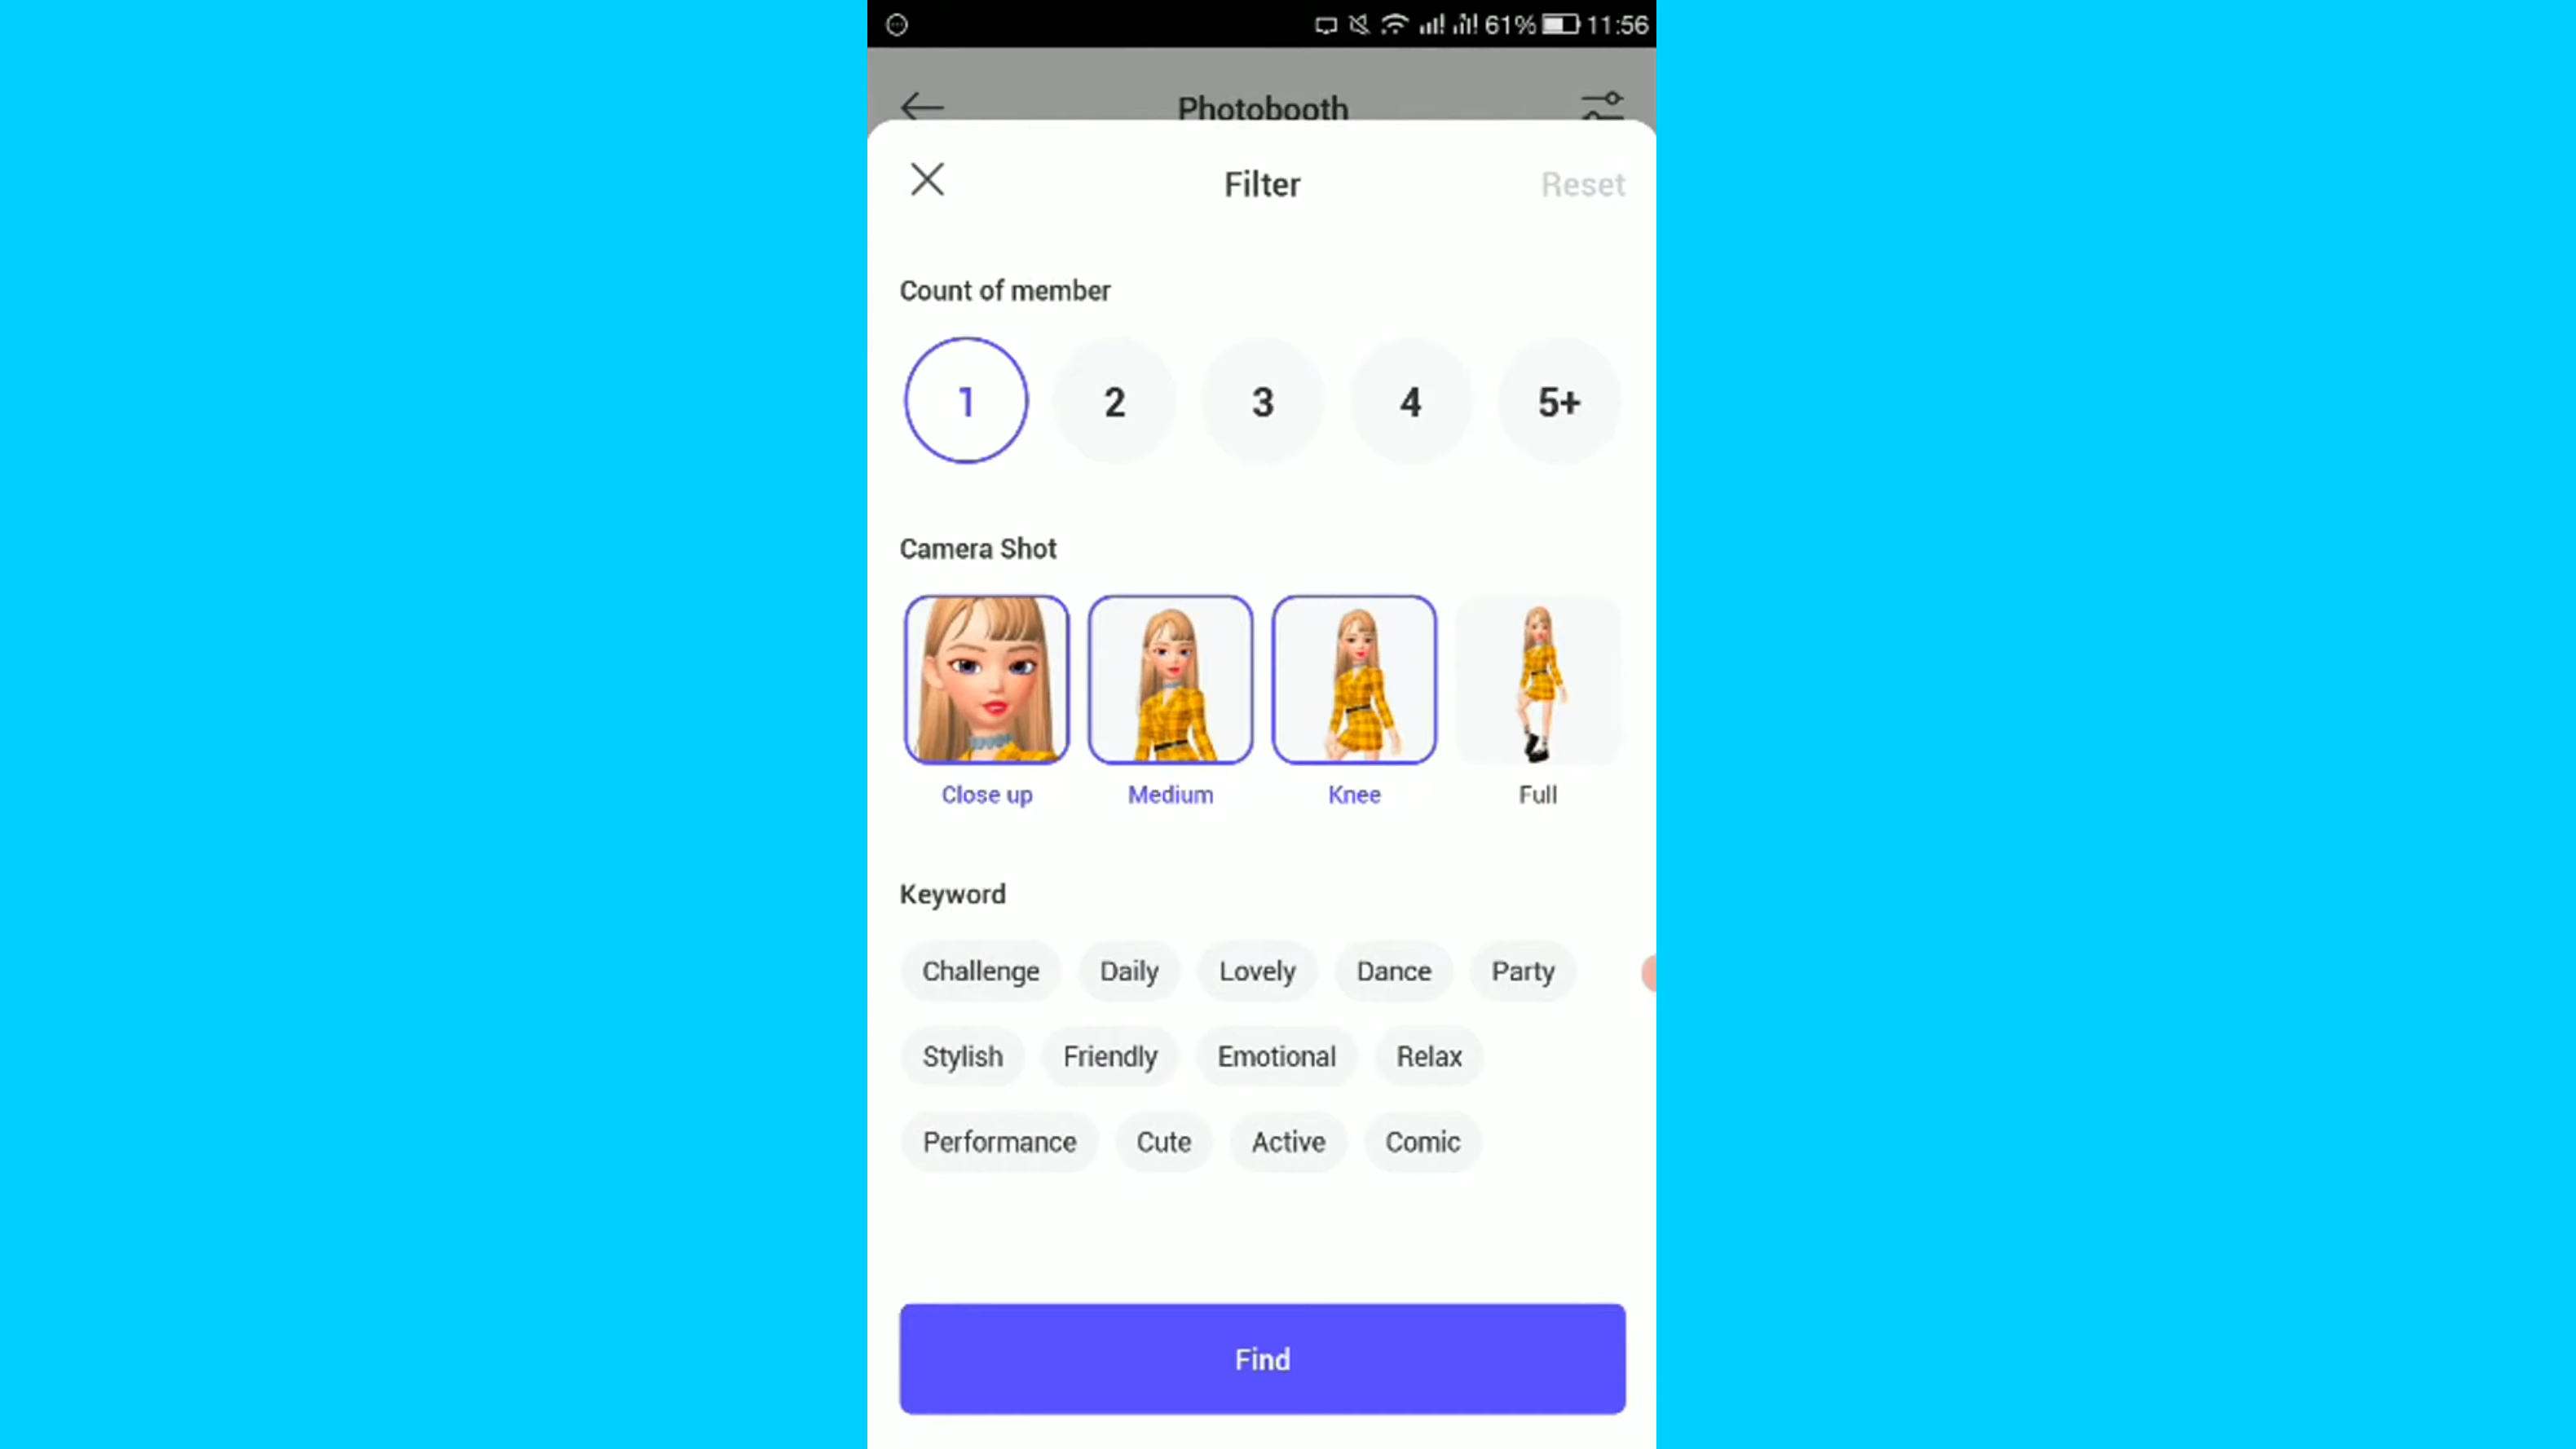 61% 11:56
Photobooth
Filter Reset
Count of member
1 2 3 4 5+
Camera Shot
Close up Medium Knee Full
Keyword
Challenge Daily Lovely Dance Party
Stylish Friendly Emotional Relax
Performance Cute Active Comic
Find